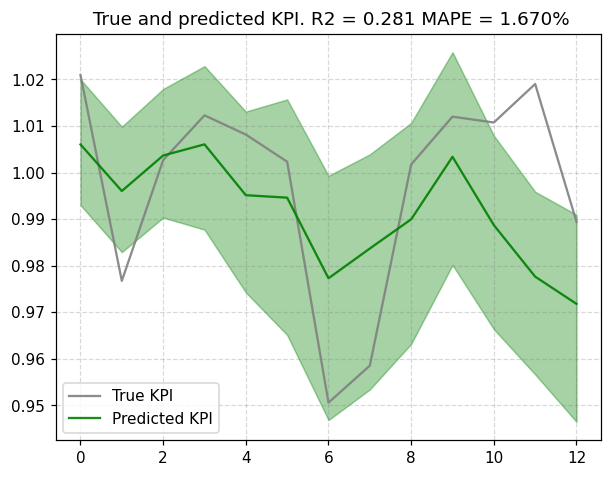 True and predicted KPI. R2 = 0.281 MAPE = 1.670%
1.02
1.01
1.00
0.99
0.98
0.97
0.96
0.95
True KPI
Predicted KPI
0 2 4 6 8 10 12